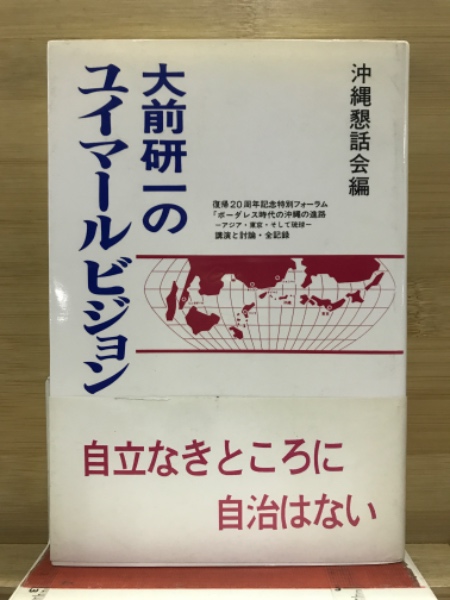 沖縄懇話会編
大前研一の
ユイマールビジョン
復帰20周年記念特別フォーラム
「ボーダレス時代の沖縄の進路
−アジア・東京・そして琉球−
講演と討論・全記録
自立なきところに
自治はない